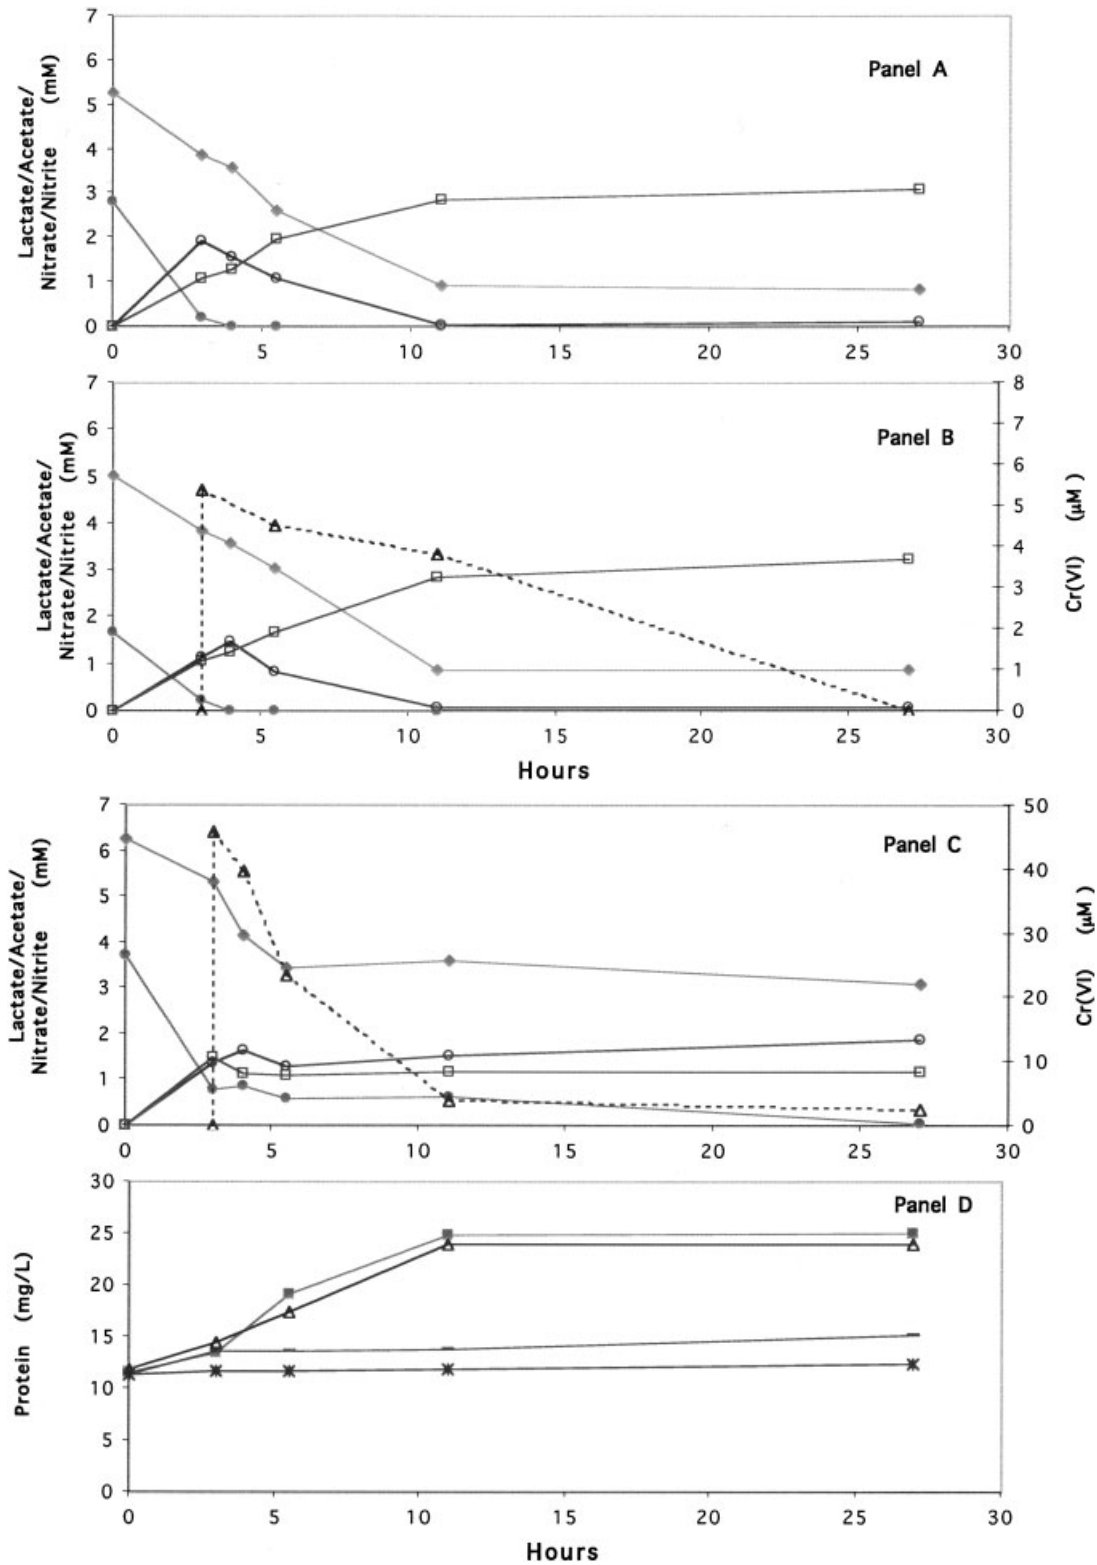 Panel A
Lactate/Acetate/
Nitrate/Nitrite (mM)
7
6
5
4
3
2
1
0
0 5 10 15 20 25 30
Panel B
Lactate/Acetate/
Nitrate/Nitrite (mM)
7
6
5
4
3
2
1
0
Cr(VI) (μM)
8
7
6
5
4
3
2
1
0
0 5 10 15 20 25 30
Hours
Panel C
Lactate/Acetate/
Nitrate/Nitrite (mM)
7
6
5
4
3
2
1
0
Cr(VI) (μM)
50
40
30
20
10
0
0 5 10 15 20 25 30
Panel D
Protein (mg/L)
30
25
20
15
10
5
0
0 5 10 15 20 25 30
Hours